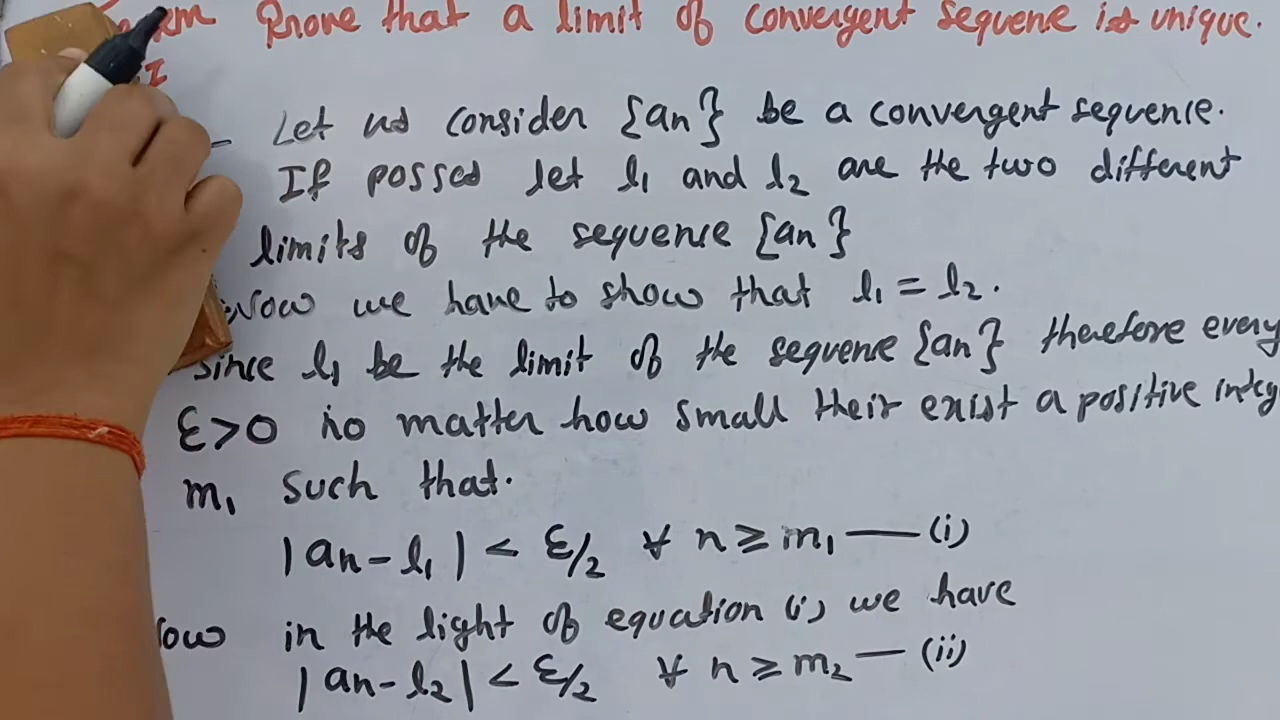 Prove that a limit of convergent sequene is unique.
Let us consider {an} be a convergent sequence.
If possed let l1 and l2 are the two different
limits of the sequence {an}
Now we have to show that l1 = l2.
since l1 be the limit of the sequence {an} therefore every
ε>0 no matter how small their exist a positive integ
m1 such that.
|an - l1| < ε/2 ∀ n ≥ m1 — (i)
ow in the light of equation (i) we have
|an - l2| < ε/2 ∀ n ≥ m2 — (ii)